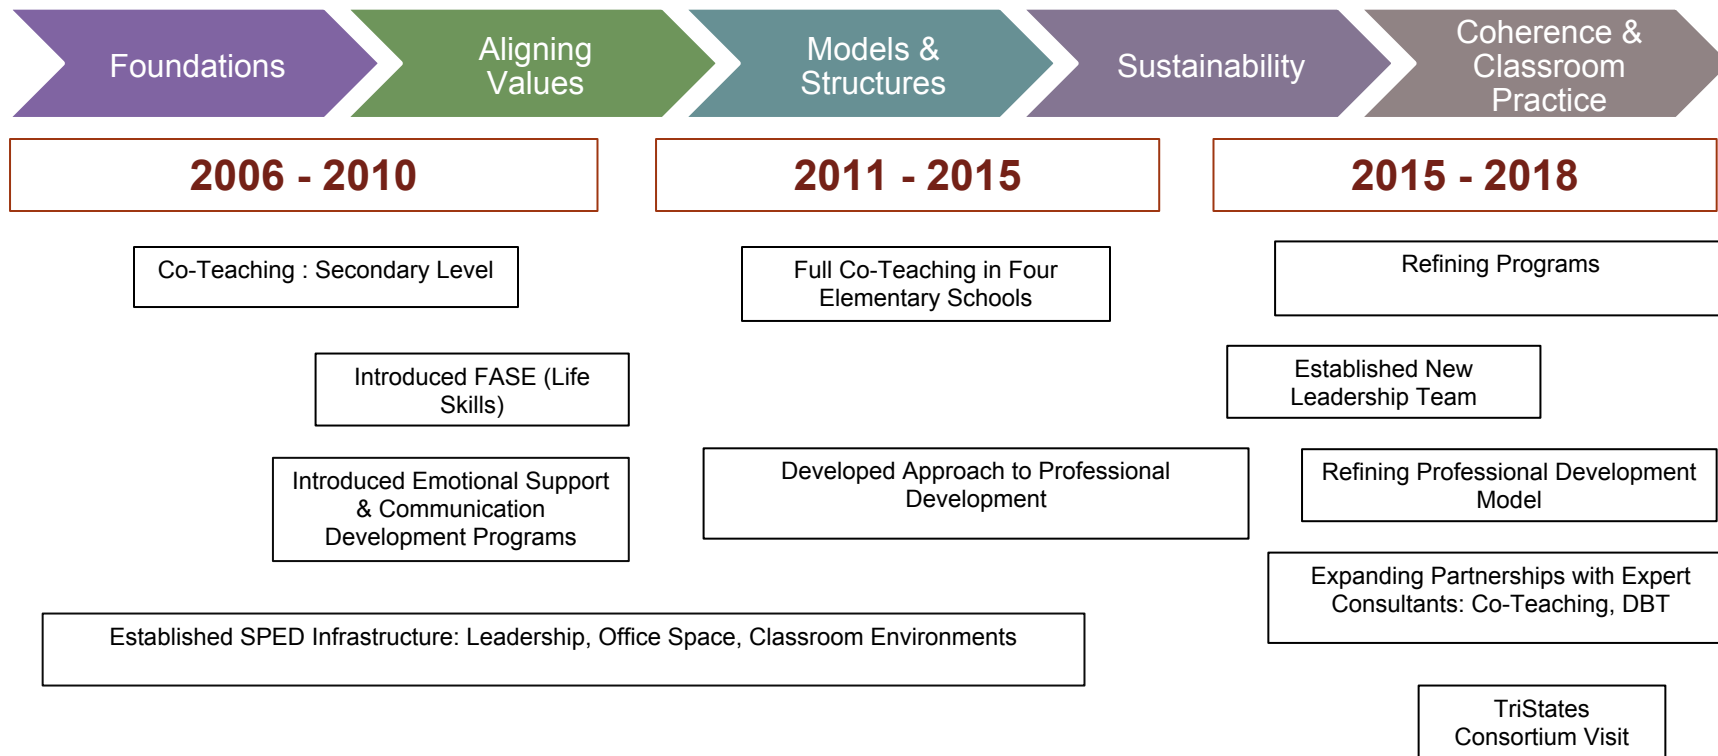 Foundations
Aligning
Values
Models &
Structures
Sustainability
Coherence &
Classroom
Practice
2006 - 2010
2011 - 2015
2015 - 2018
Co-Teaching : Secondary Level
Full Co-Teaching in Four
Elementary Schools
Refining Programs
Introduced FASE (Life
Skills)
Established New
Leadership Team
Introduced Emotional Support
& Communication
Development Programs
Developed Approach to Professional
Development
Refining Professional Development
Model
Expanding Partnerships with Expert
Consultants: Co-Teaching, DBT
Established SPED Infrastructure: Leadership, Office Space, Classroom Environments
TriStates
Consortium Visit